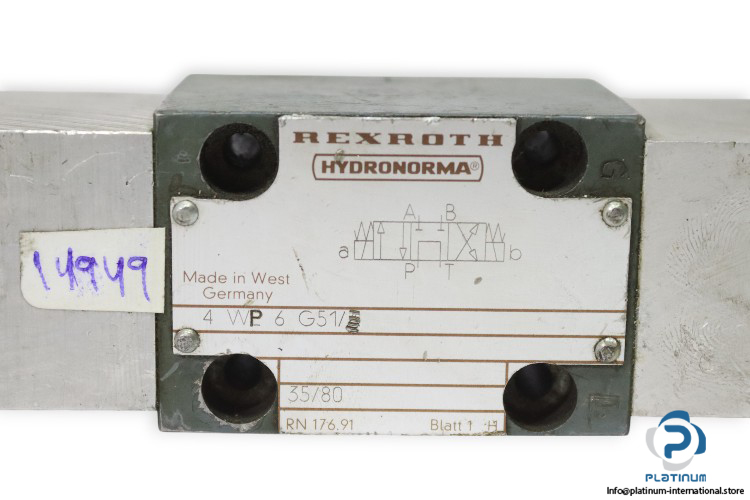 REXROTH
HYDRONORMA®
14949
A B
a b
P T
Made in West
Germany
4 WP 6 G51/
35/80
RN 176.91 Blatt 1
PLATINUM
Info@platinum-international.store